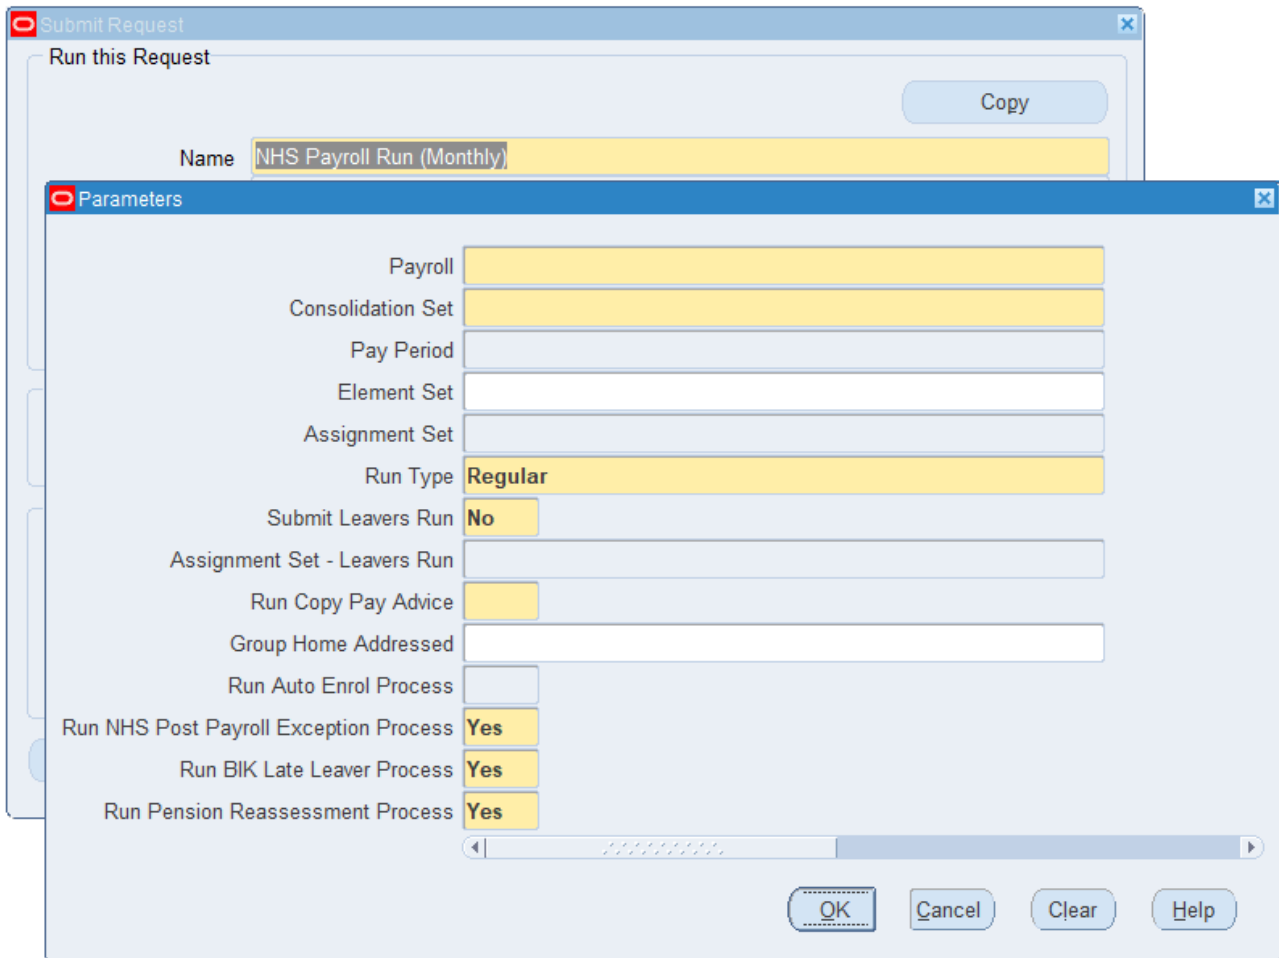 Submit Request
Run this Request
Copy
Name NHS Payroll Run (Monthly)
Parameters
Payroll
Consolidation Set
Pay Period
Element Set
Assignment Set
Run Type Regular
Submit Leavers Run No
Assignment Set - Leavers Run
Run Copy Pay Advice
Group Home Addressed
Run Auto Enrol Process
Run NHS Post Payroll Exception Process Yes
Run BIK Late Leaver Process Yes
Run Pension Reassessment Process Yes
OK Cancel Clear Help